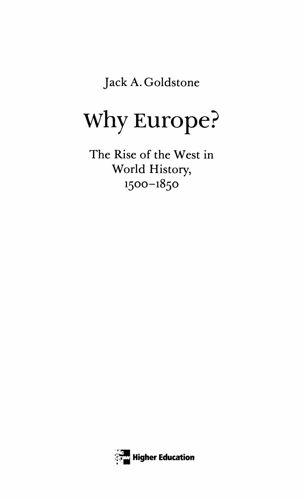 Jack A. Goldstone
Why Europe?
The Rise of the West in
World History,
1500–1850
Higher Education